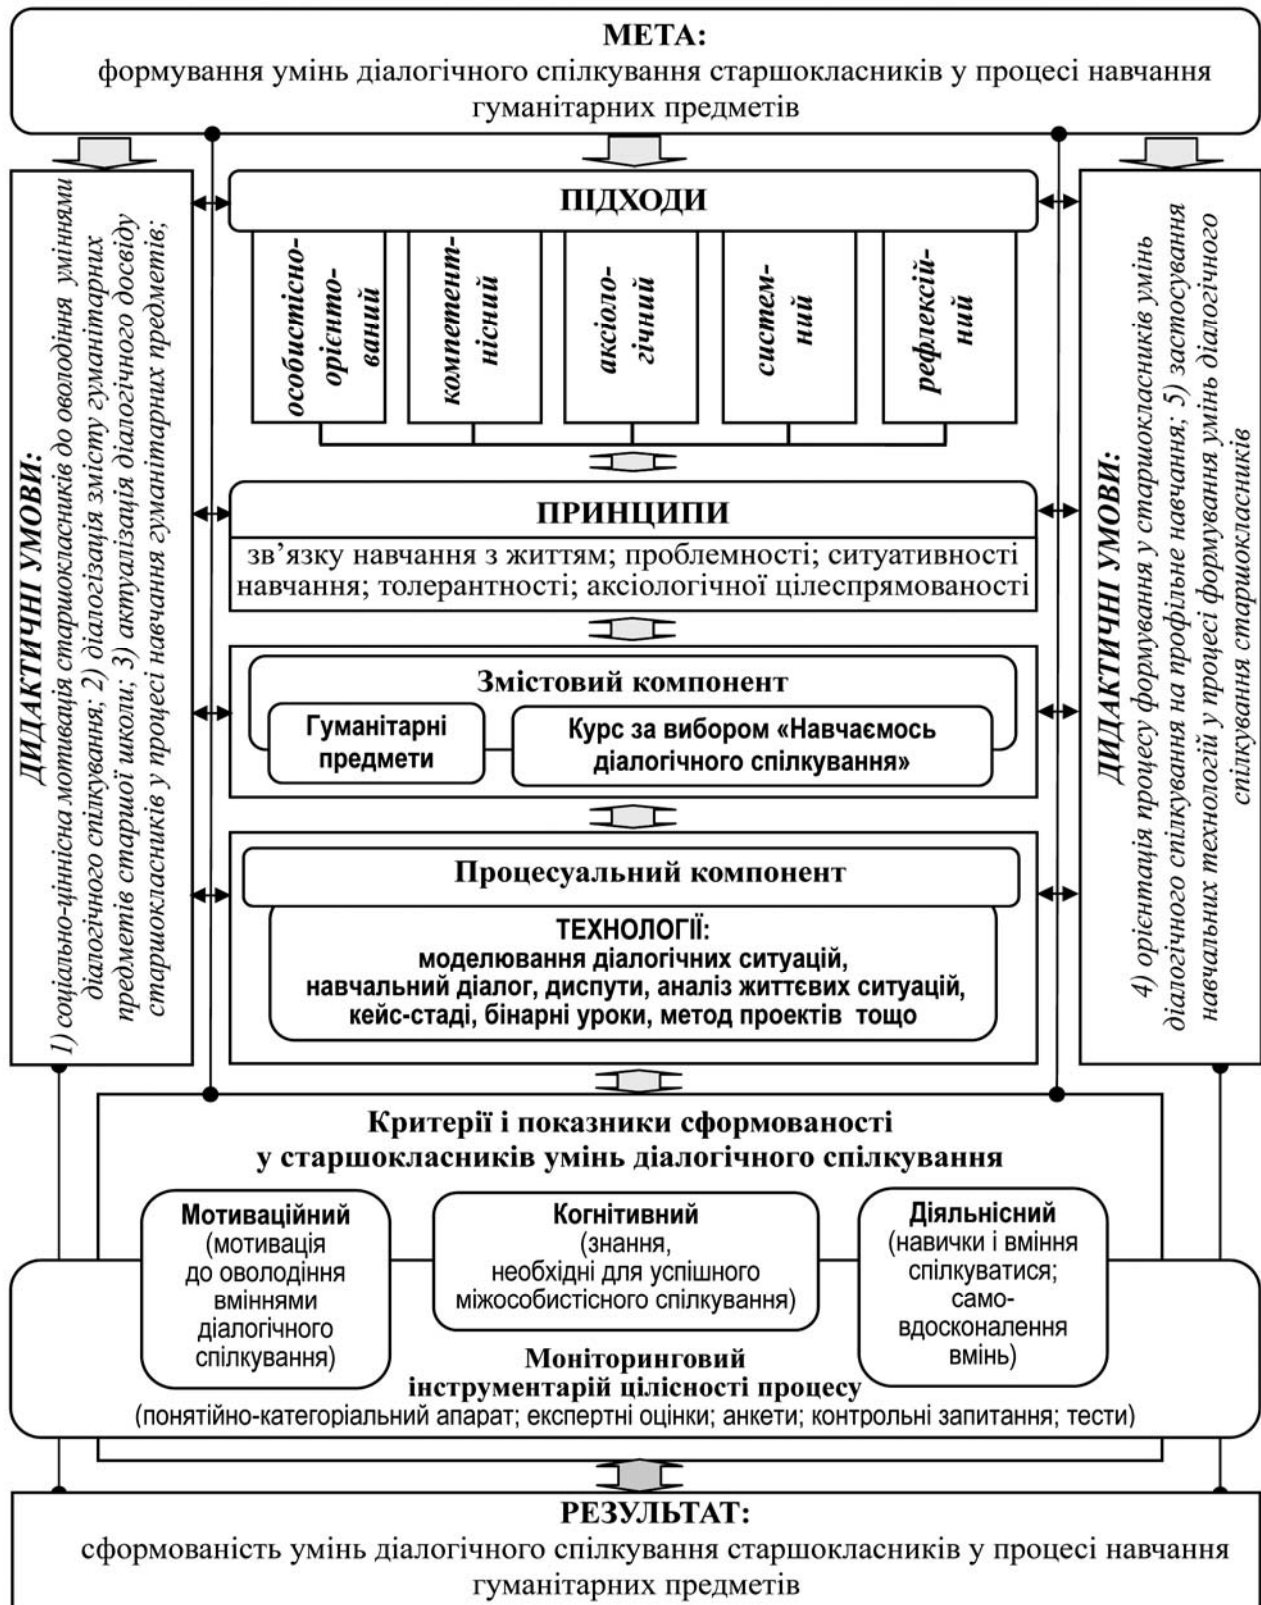 МЕТА:
формування умінь діалогічного спілкування старшокласників у процесі навчання
гуманітарних предметів
ДИДАКТИЧНІ УМОВИ:
1) соціально-ціннісна мотивація старшокласників до оволодіння уміннями
діалогічного спілкування; 2) діалогізація змісту гуманітарних
предметів старшої школи; 3) актуалізація діалогічного досвіду
старшокласників у процесі навчання гуманітарних предметів;
ПІДХОДИ
особистісно-
орієнто-
ваний
компетент-
нісний
аксіоло-
гічний
систем-
ний
рефлексій-
ний
ПРИНЦИПИ
зв’язку навчання з життям; проблемності; ситуативності
навчання; толерантності; аксіологічної цілеспрямованості
Змістовий компонент
Гуманітарні
предмети
Курс за вибором «Навчаємось
діалогічного спілкування»
Процесуальний компонент
ТЕХНОЛОГІЇ:
моделювання діалогічних ситуацій,
навчальний діалог, диспути, аналіз життєвих ситуацій,
кейс-стаді, бінарні уроки, метод проектів тощо
ДИДАКТИЧНІ УМОВИ:
4) орієнтація процесу формування у старшокласників умінь
діалогічного спілкування на профільне навчання; 5) застосування
навчальних технологій у процесі формування умінь діалогічного
спілкування старшокласників
Критерії і показники сформованості
у старшокласників умінь діалогічного спілкування
Мотиваційний
(мотивація
до оволодіння
вміннями
діалогічного
спілкування)
Когнітивний
(знання,
необхідні для успішного
міжособистісного спілкування)
Діяльнісний
(навички і вміння
спілкуватися;
само-
вдосконалення
вмінь)
Моніторинговий
інструментарій цілісності процесу
(понятійно-категоріальний апарат; експертні оцінки; анкети; контрольні запитання; тести)
РЕЗУЛЬТАТ:
сформованість умінь діалогічного спілкування старшокласників у процесі навчання
гуманітарних предметів